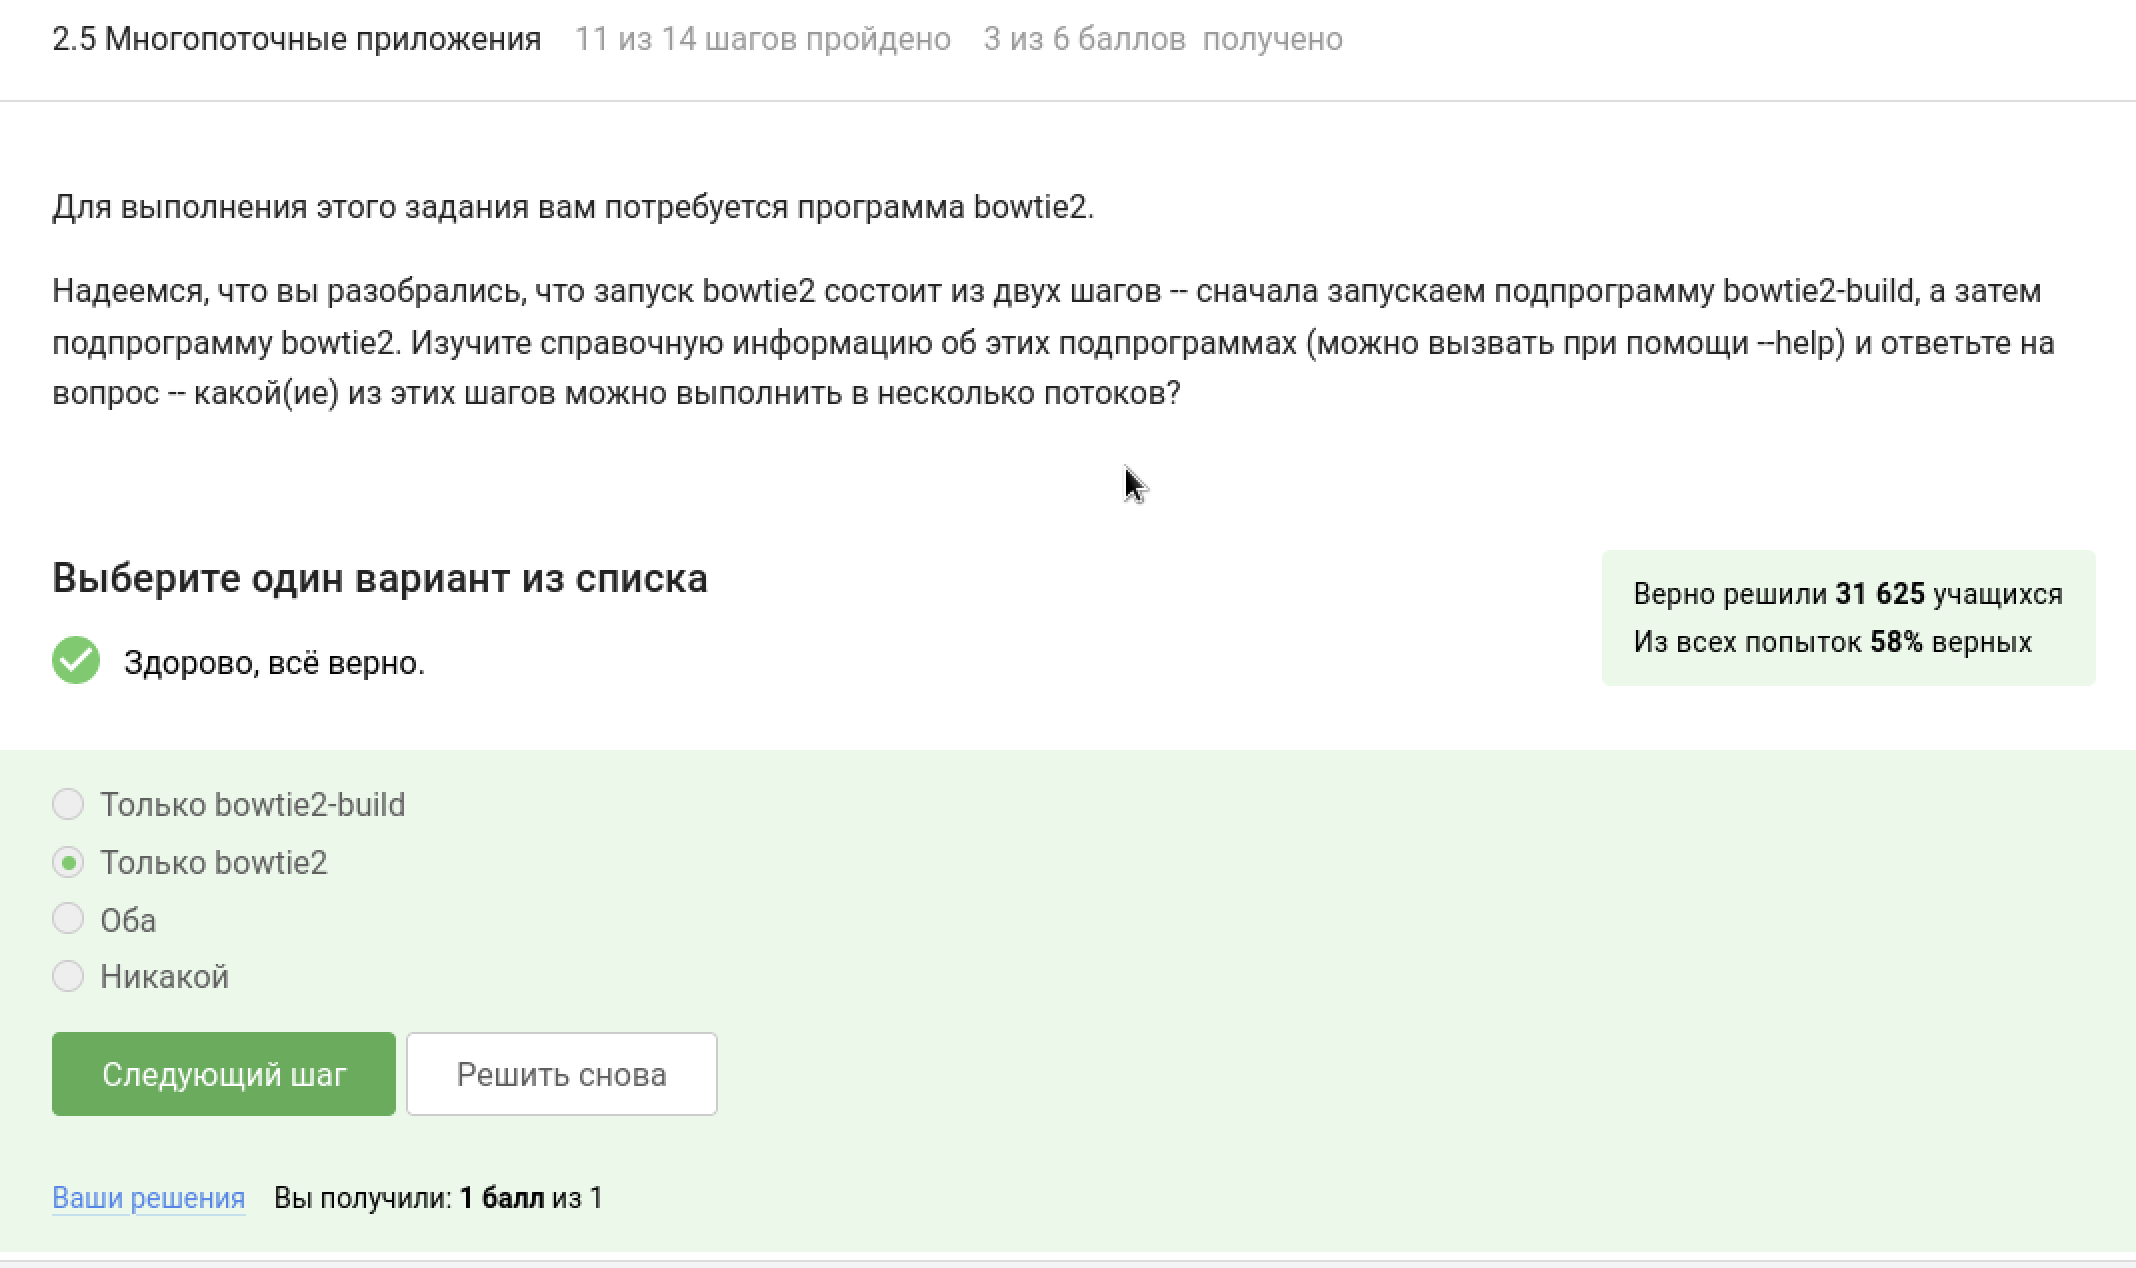 2.5 Многопоточные приложения 11 из 14 шагов пройдено 3 из 6 баллов получено
Для выполнения этого задания вам потребуется программа bowtie2.
Надеемся, что вы разобрались, что запуск bowtie2 состоит из двух шагов -- сначала запускаем подпрограмму bowtie2-build, а затем
подпрограмму bowtie2. Изучите справочную информацию об этих подпрограммах (можно вызвать при помощи --help) и ответьте на
вопрос -- какой(ие) из этих шагов можно выполнить в несколько потоков?
Выберите один вариант из списка
Здорово, всё верно.
Верно решили 31 625 учащихся
Из всех попыток 58% верных
Только bowtie2-build
Только bowtie2
Оба
Никакой
Следующий шаг Решить снова
Ваши решения Вы получили: 1 балл из 1